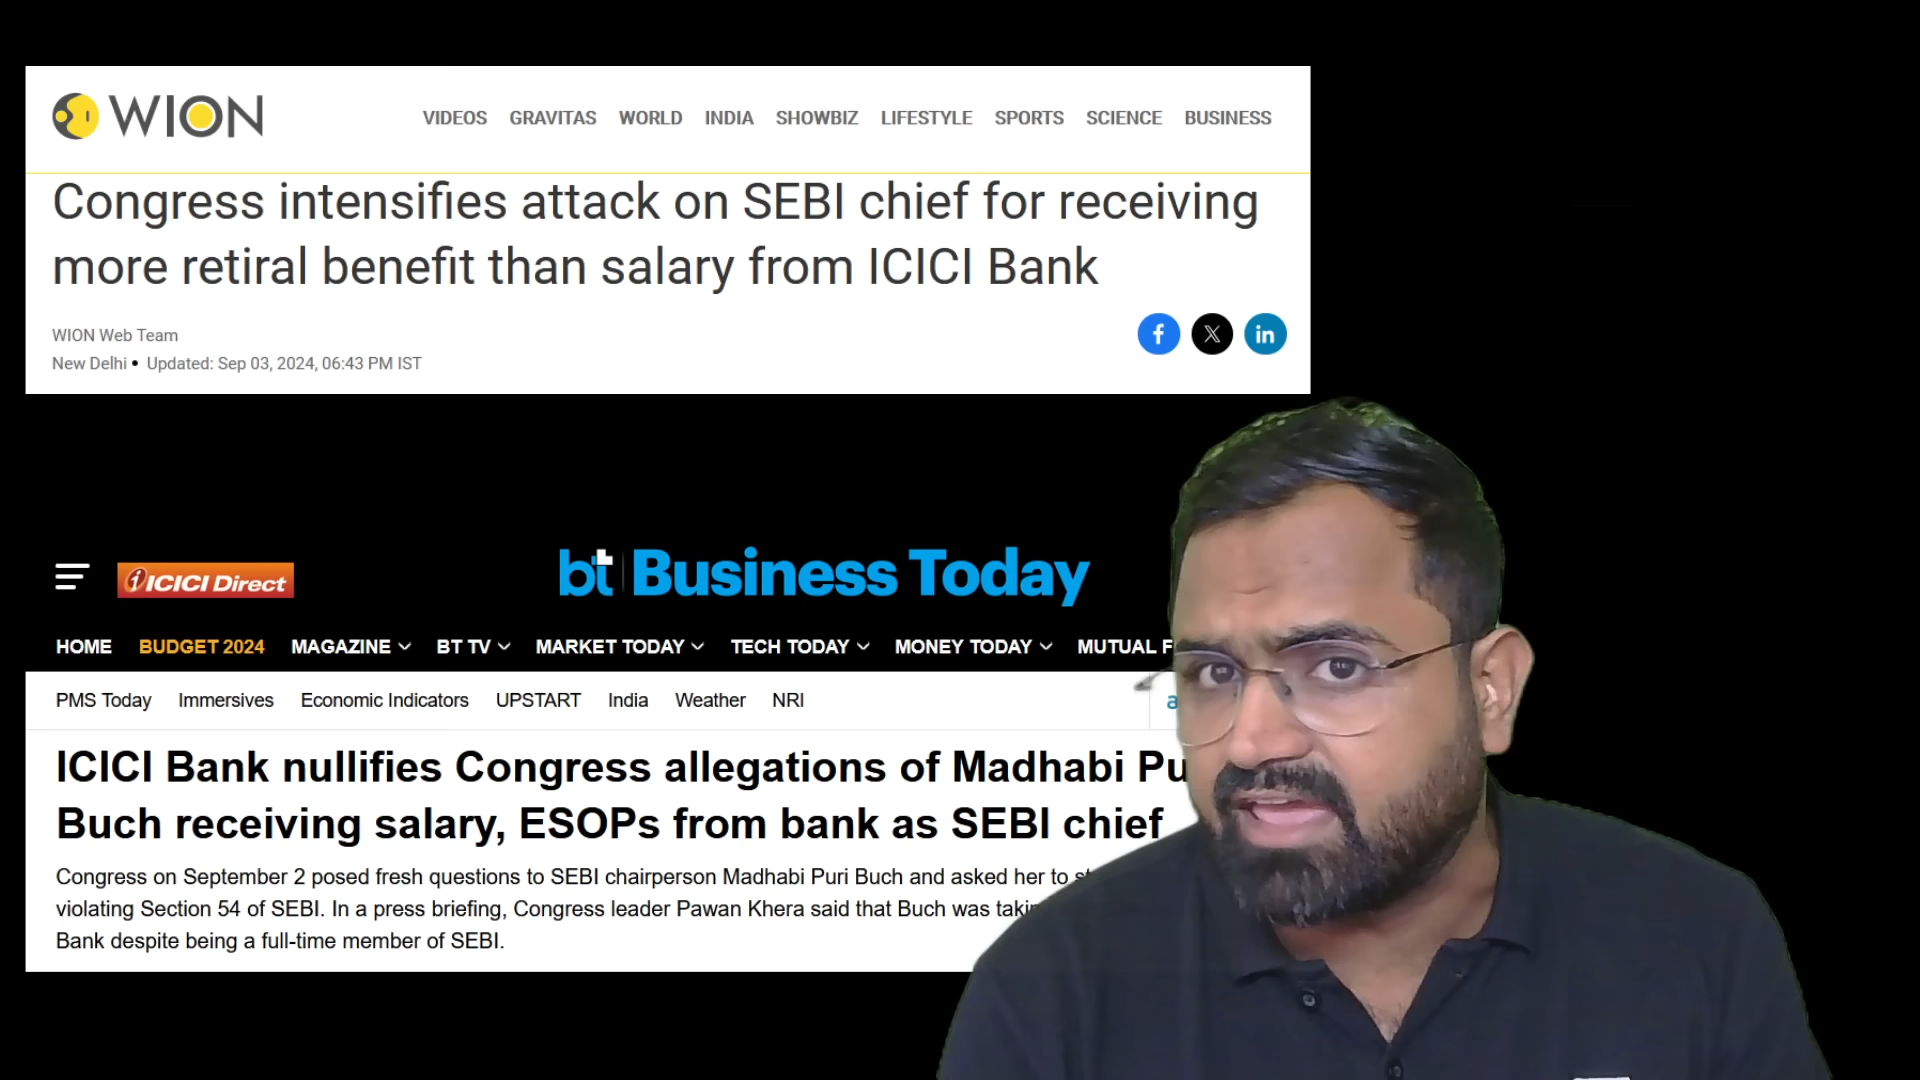 WION
VIDEOS GRAVITAS WORLD INDIA SHOWBIZ LIFESTYLE SPORTS SCIENCE BUSINESS
Congress intensifies attack on SEBI chief for receiving
more retiral benefit than salary from ICICI Bank
WION Web Team
New Delhi • Updated: Sep 03, 2024, 06:43 PM IST
f X in
ICICI Direct
bt Business Today
HOME BUDGET 2024 MAGAZINE BT TV MARKET TODAY TECH TODAY MONEY TODAY MUTUAL
PMS Today Immersives Economic Indicators UPSTART India Weather NRI
ICICI Bank nullifies Congress allegations of Madhabi Pu
Buch receiving salary, ESOPs from bank as SEBI chief
Congress on September 2 posed fresh questions to SEBI chairperson Madhabi Puri Buch and asked her to
violating Section 54 of SEBI. In a press briefing, Congress leader Pawan Khera said that Buch was
Bank despite being a full-time member of SEBI.